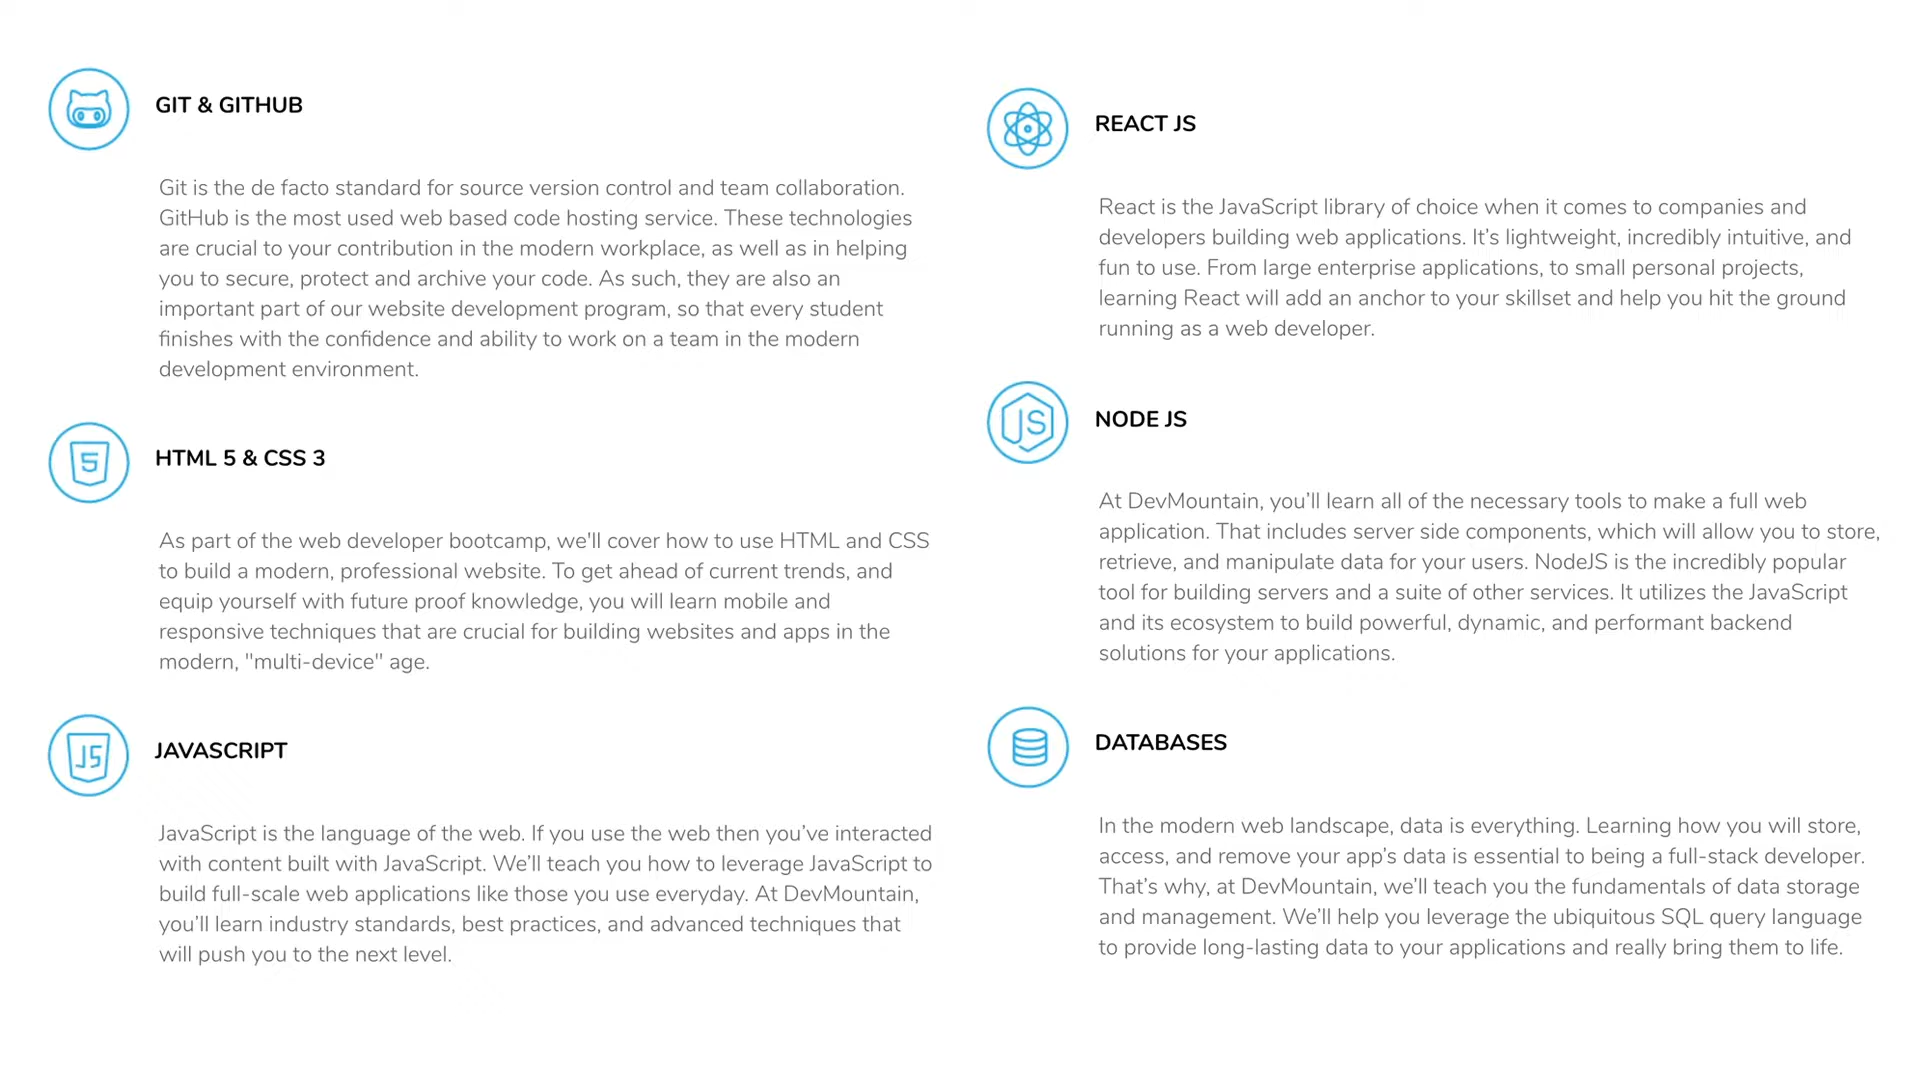 GIT & GITHUB
Git is the de facto standard for source version control and team collaboration.
GitHub is the most used web based code hosting service. These technologies
are crucial to your contribution in the modern workplace, as well as in helping
you to secure, protect and archive your code. As such, they are also an
important part of our website development program, so that every student
finishes with the confidence and ability to work on a team in the modern
development environment.
5
HTML 5 & CSS 3
As part of the web developer bootcamp, we'll cover how to use HTML and CSS
to build a modern, professional website. To get ahead of current trends, and
equip yourself with future proof knowledge, you will learn mobile and
responsive techniques that are crucial for building websites and apps in the
modern, "multi-device" age.
JS
JAVASCRIPT
JavaScript is the language of the web. If you use the web then you’ve interacted
with content built with JavaScript. We’ll teach you how to leverage JavaScript to
build full-scale web applications like those you use everyday. At DevMountain,
you’ll learn industry standards, best practices, and advanced techniques that
will push you to the next level.
REACT JS
React is the JavaScript library of choice when it comes to companies and
developers building web applications. It’s lightweight, incredibly intuitive, and
fun to use. From large enterprise applications, to small personal projects,
learning React will add an anchor to your skillset and help you hit the ground
running as a web developer.
JS
NODE JS
At DevMountain, you’ll learn all of the necessary tools to make a full web
application. That includes server side components, which will allow you to store,
retrieve, and manipulate data for your users. NodeJS is the incredibly popular
tool for building servers and a suite of other services. It utilizes the JavaScript
and its ecosystem to build powerful, dynamic, and performant backend
solutions for your applications.
DATABASES
In the modern web landscape, data is everything. Learning how you will store,
access, and remove your app’s data is essential to being a full-stack developer.
That’s why, at DevMountain, we’ll teach you the fundamentals of data storage
and management. We’ll help you leverage the ubiquitous SQL query language
to provide long-lasting data to your applications and really bring them to life.